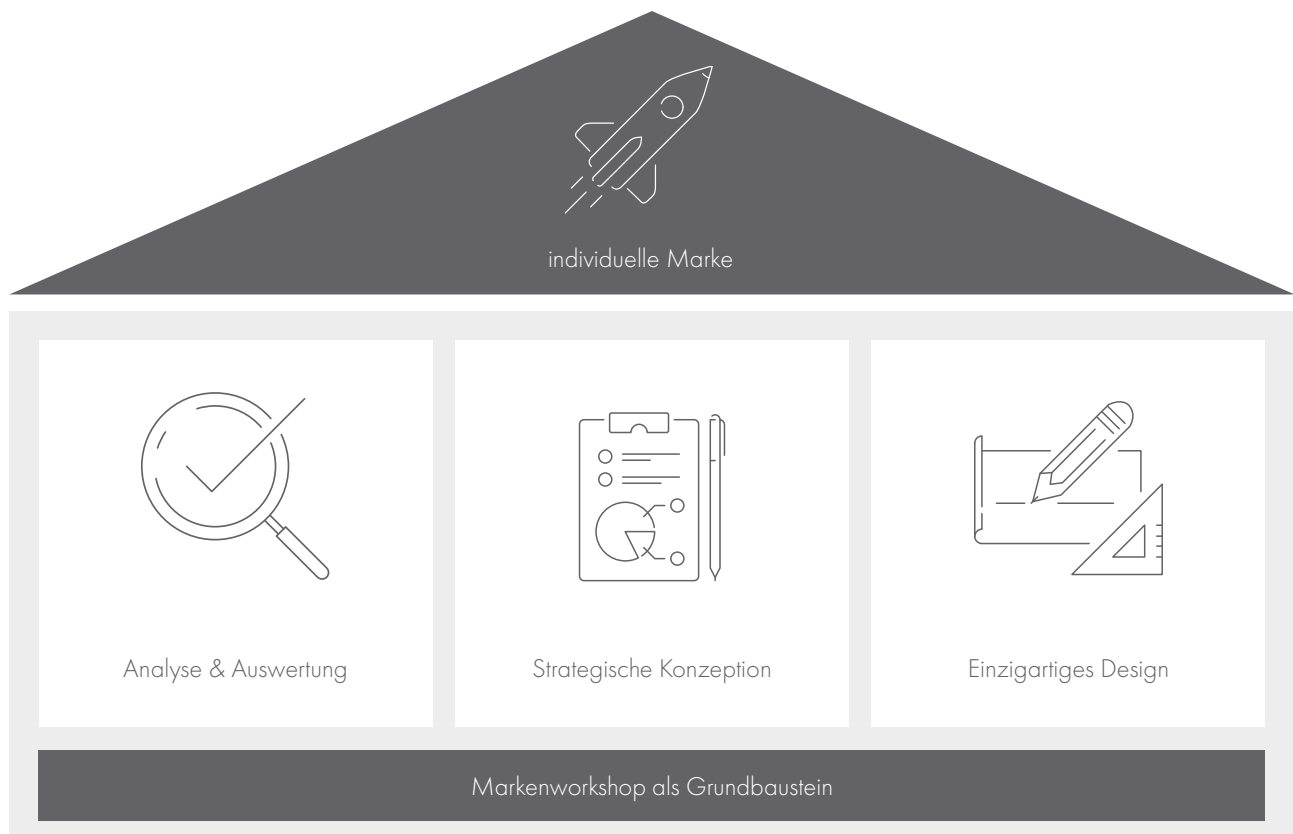 individuelle Marke
Analyse & Auswertung
Strategische Konzeption
Einzigartiges Design
Markenworkshop als Grundbaustein